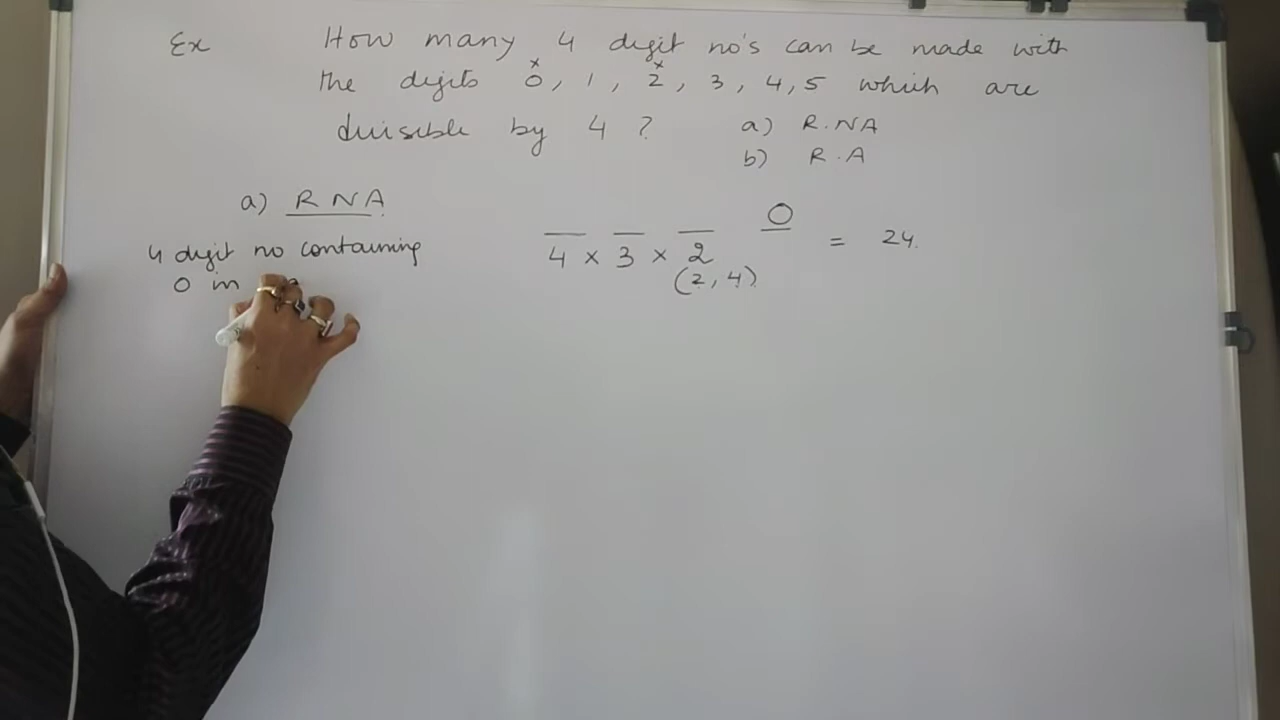 Ex How many 4 digit no's can be made with
x x
the digits 0, 1, 2, 3, 4, 5 which are
divisible by 4 ? a) R.NA
b) R.A
a) R N A
4 digit no containing
0 in
0
4 x 3 x 2 = 24.
(2, 4)